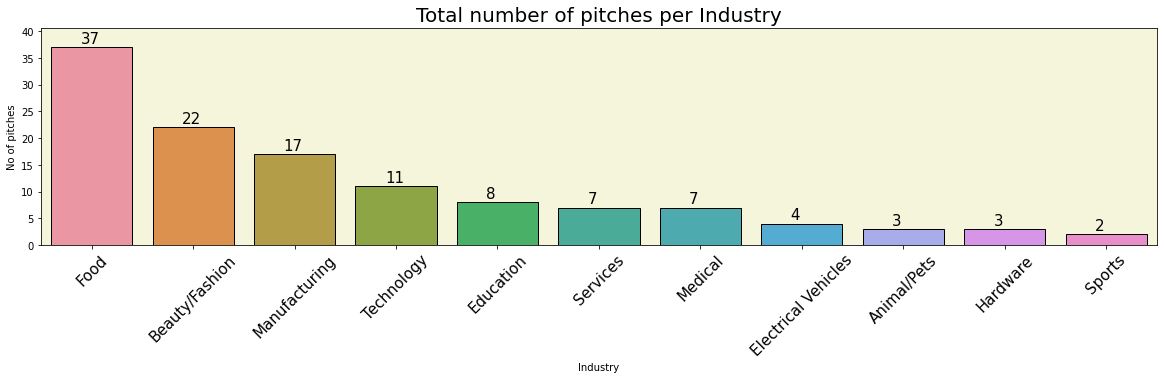 Total number of pitches per Industry
40
35
30
25
20
15
10
5
0
No of pitches
37
22
17
11
8
7
7
4
3
3
2
Food
Beauty/Fashion
Manufacturing
Technology
Education
Services
Medical
Electrical Vehicles
Animal/Pets
Hardware
Sports
Industry